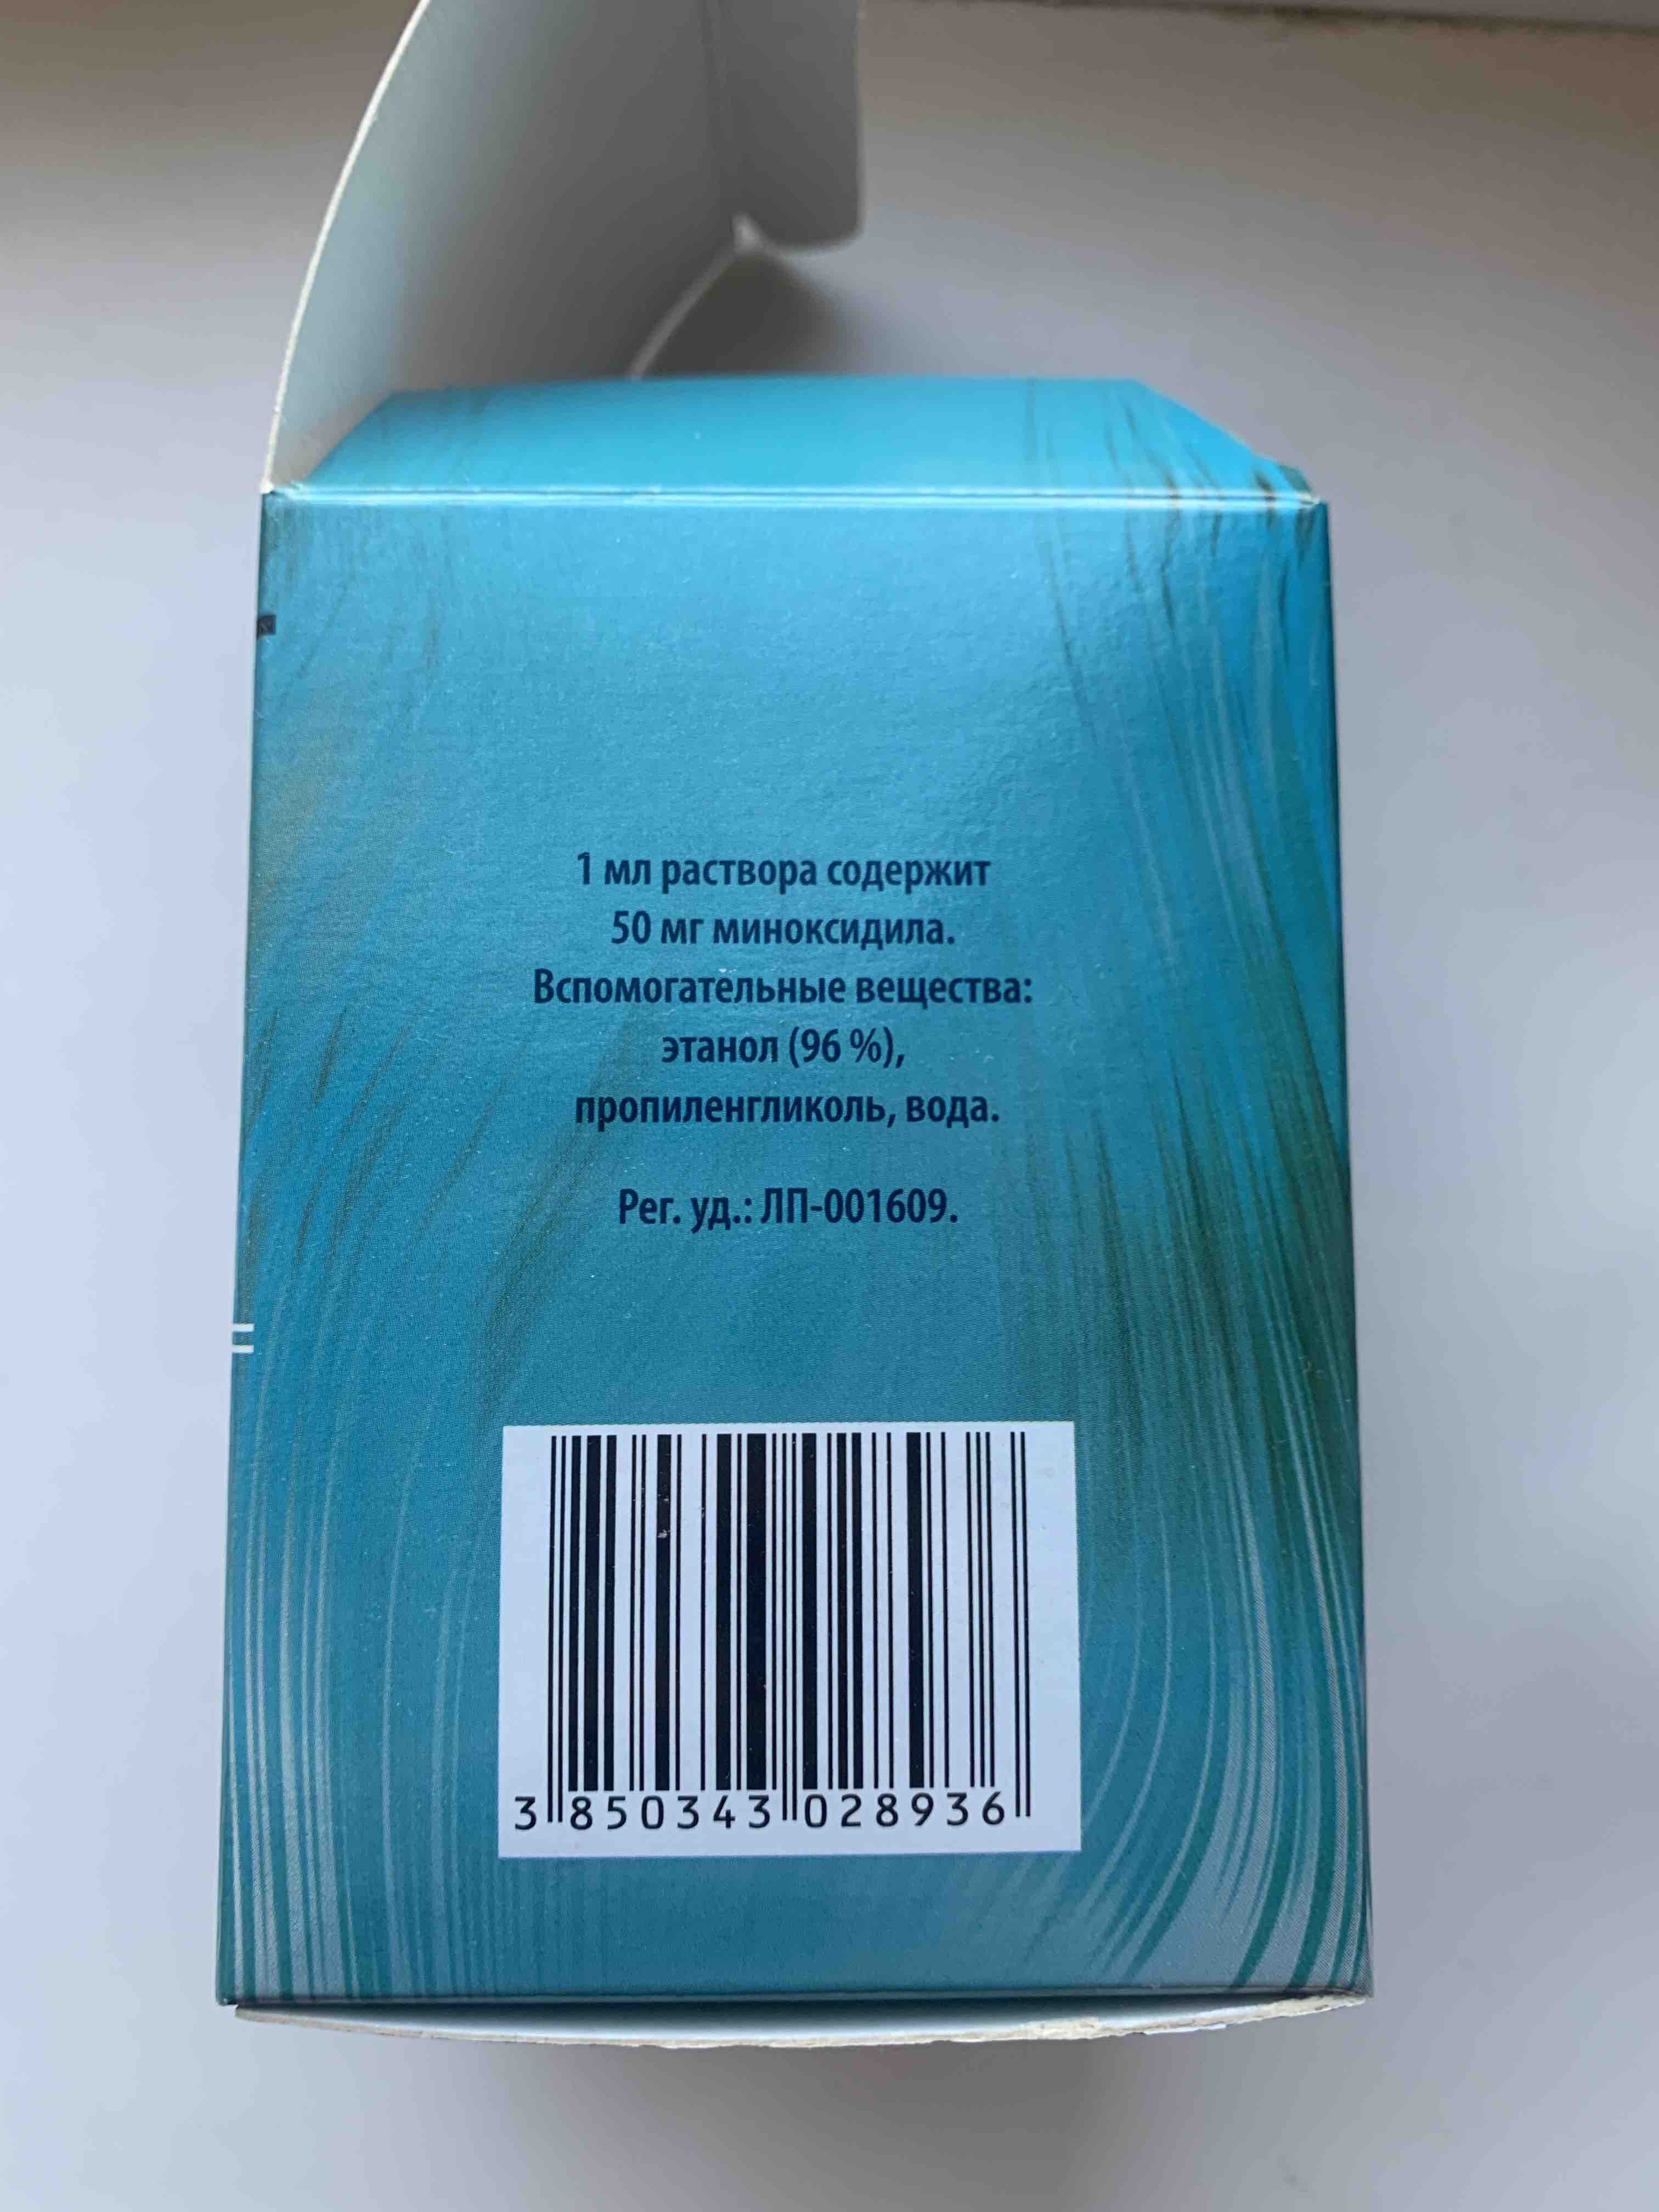 1 мл раствора содержит
50 мг миноксидила.
Вспомогательные вещества:
этанол (96 %),
пропиленгликоль, вода.
Рег. уд.: ЛП-001609.
3 850343 028936